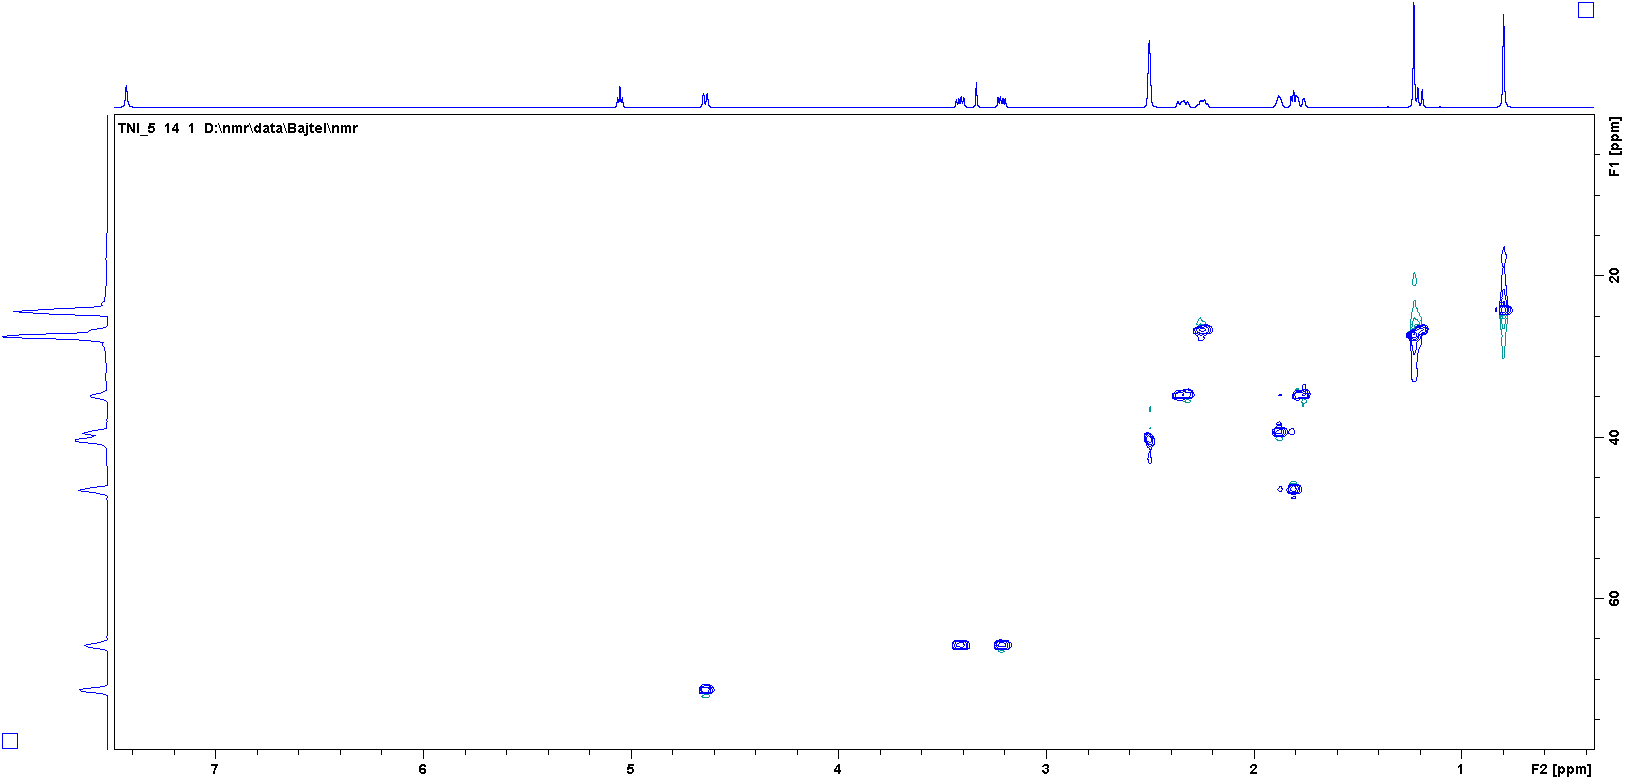 TNI_5 14 1 D:\nmr\data\Bajtel\nmr
F1 [ppm]
20
40
60
7 6 5 4 3 2 1 F2 [ppm]